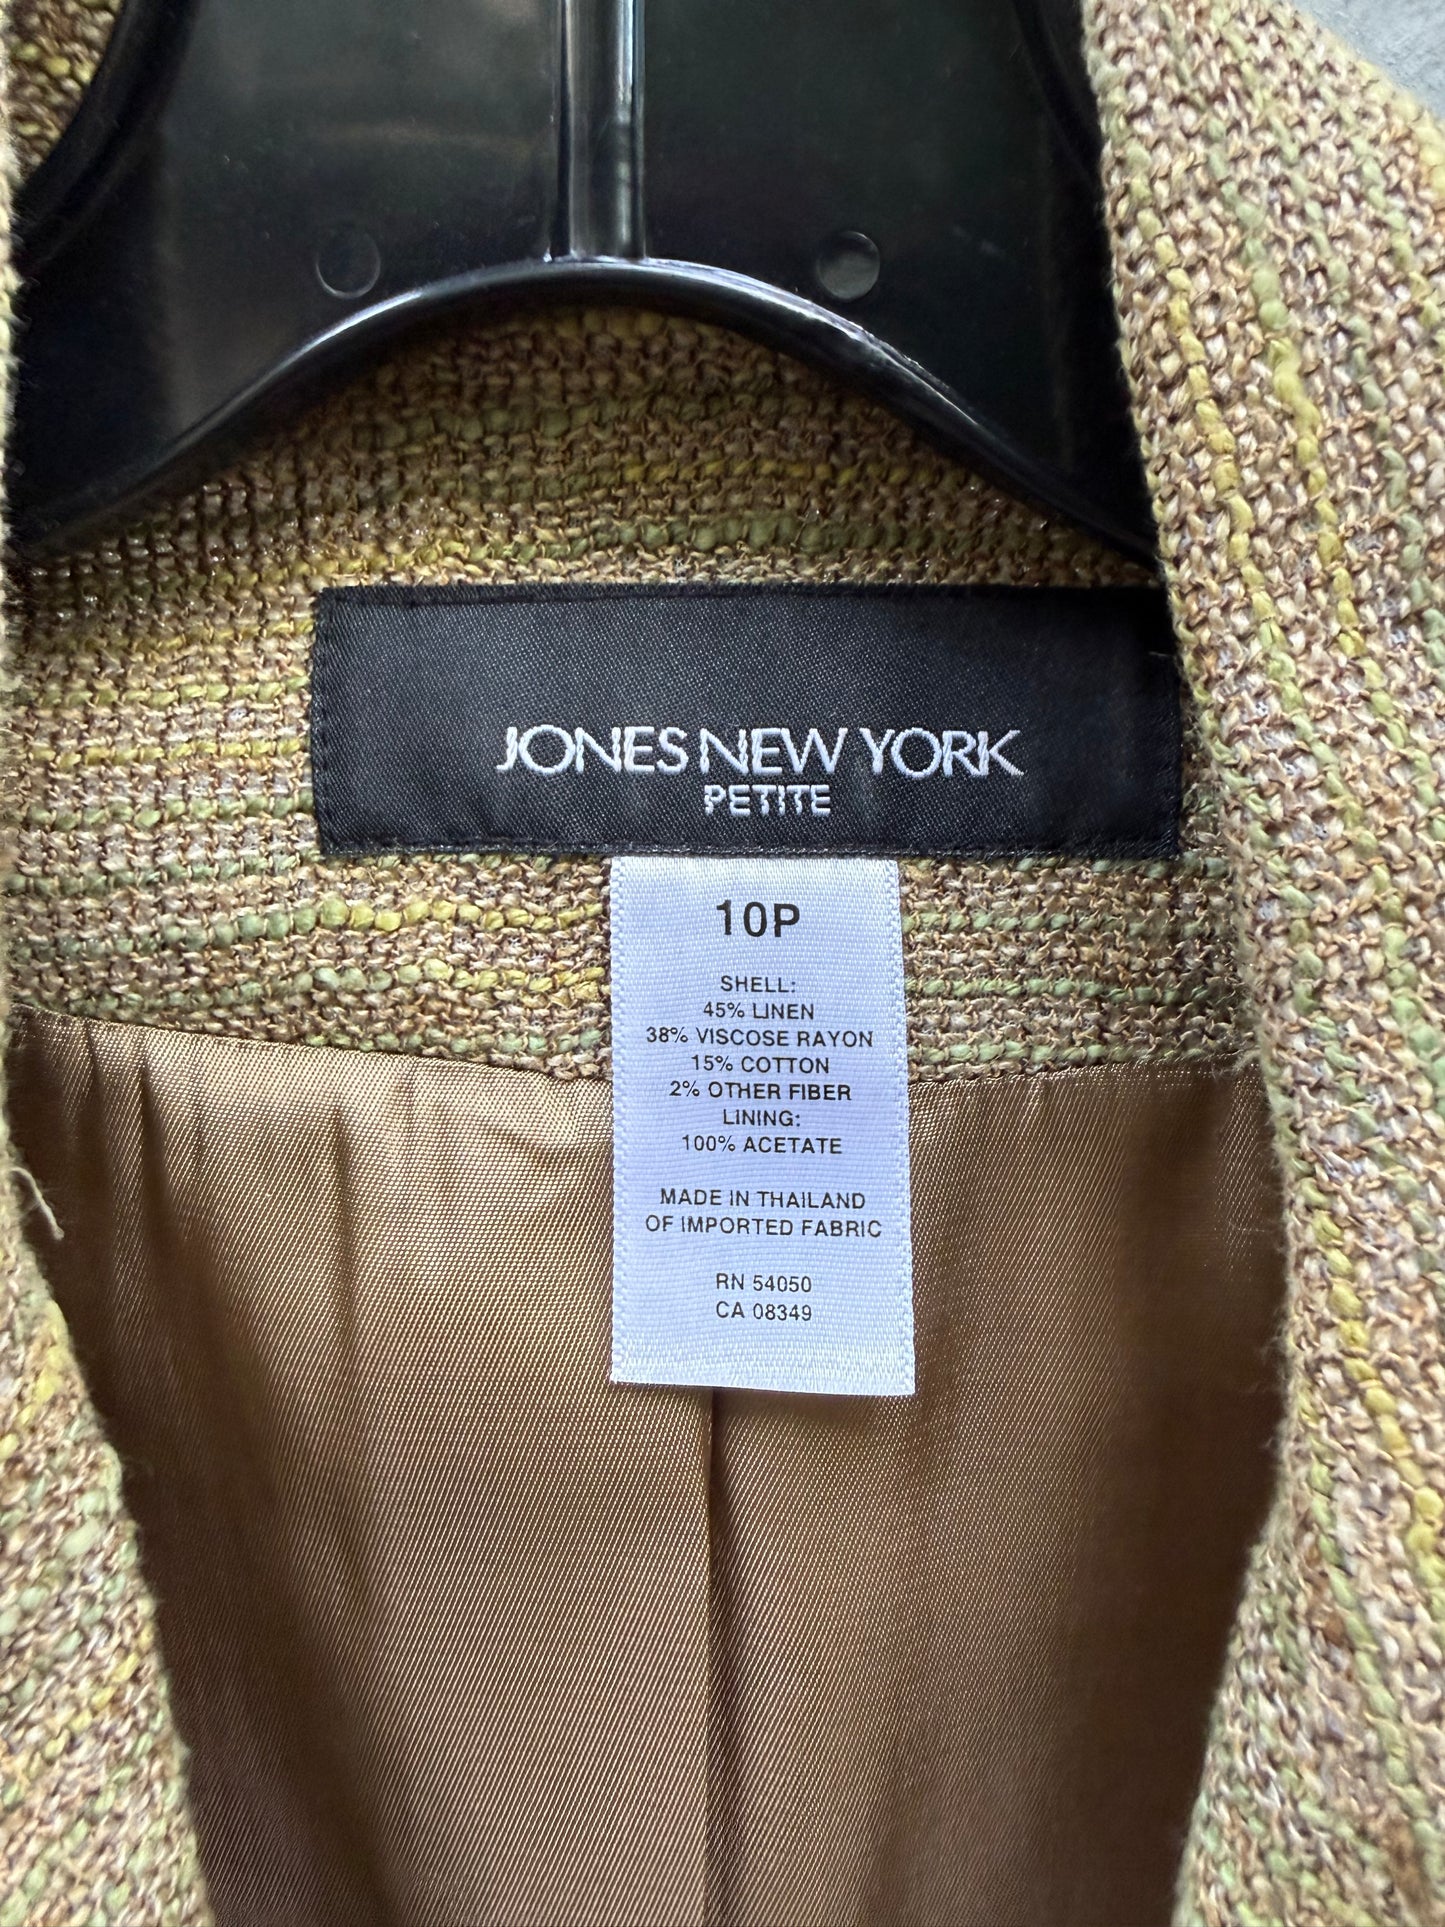 JONES NEW YORK
PETITE
10P
SHELL:
45% LINEN
38% VISCOSE RAYON
15% COTTON
2% OTHER FIBER
LINING:
100% ACETATE
MADE IN THAILAND
OF IMPORTED FABRIC
RN 54050
CA 08349